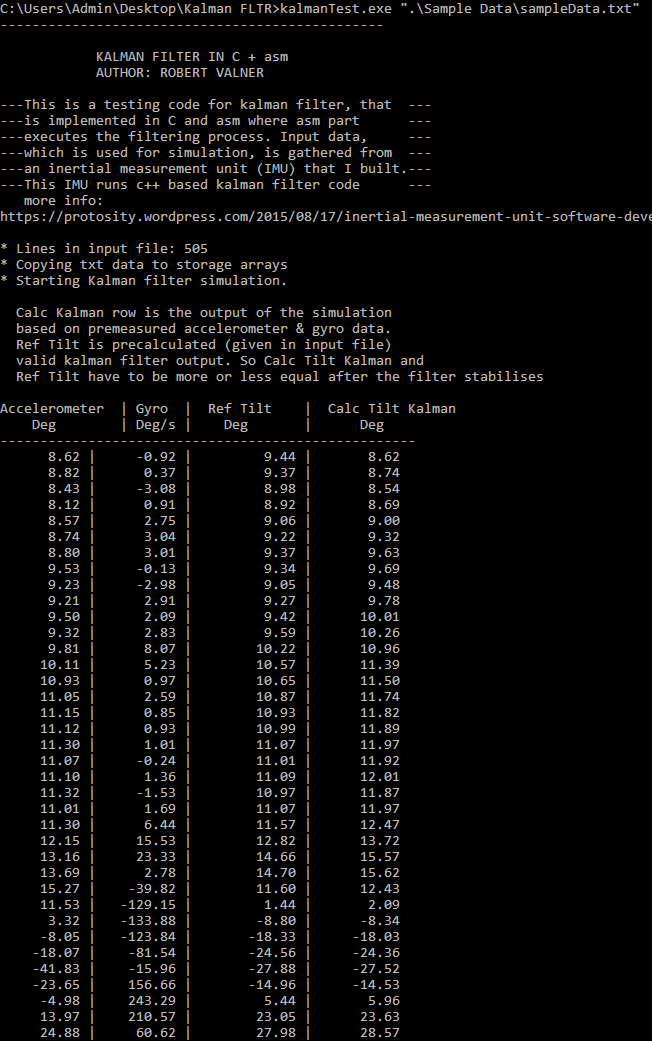 C:\Users\Admin\Desktop\Kalman FLTR>kalmanTest.exe ".\Sample Data\sampleData.txt"
------------------------------------------------
KALMAN FILTER IN C + asm
AUTHOR: ROBERT VALNER
---This is a testing code for kalman filter, that ---
---is implemented in C and asm where asm part ---
---executes the filtering process. Input data, ---
---which is used for simulation, is gathered from ---
---an inertial measurement unit (IMU) that I built.---
---This IMU runs c++ based kalman filter code ---
more info:
https://protosity.wordpress.com/2015/08/17/inertial-measurement-unit-software-deve
* Lines in input file: 505
* Copying txt data to storage arrays
* Starting Kalman filter simulation.
Calc Kalman row is the output of the simulation
based on premeasured accelerometer & gyro data.
Ref Tilt is precalculated (given in input file)
valid kalman filter output. So Calc Tilt Kalman and
Ref Tilt have to be more or less equal after the filter stabilises
Accelerometer | Gyro | Ref Tilt | Calc Tilt Kalman
Deg | Deg/s | Deg | Deg
----------------------------------------------------
8.62 | -0.92 | 9.44 | 8.62
8.82 | 0.37 | 9.37 | 8.74
8.43 | -3.08 | 8.98 | 8.54
8.12 | 0.91 | 8.92 | 8.69
8.57 | 2.75 | 9.06 | 9.00
8.74 | 3.04 | 9.22 | 9.32
8.80 | 3.01 | 9.37 | 9.63
9.53 | -0.13 | 9.34 | 9.69
9.23 | -2.98 | 9.05 | 9.48
9.21 | 2.91 | 9.27 | 9.78
9.50 | 2.09 | 9.42 | 10.01
9.32 | 2.83 | 9.59 | 10.26
9.81 | 8.07 | 10.22 | 10.96
10.11 | 5.23 | 10.57 | 11.39
10.93 | 0.97 | 10.65 | 11.50
11.05 | 2.59 | 10.87 | 11.74
11.15 | 0.85 | 10.93 | 11.82
11.12 | 0.93 | 10.99 | 11.89
11.30 | 1.01 | 11.07 | 11.97
11.07 | -0.24 | 11.01 | 11.92
11.10 | 1.36 | 11.09 | 12.01
11.32 | -1.53 | 10.97 | 11.87
11.01 | 1.69 | 11.07 | 11.97
11.30 | 6.44 | 11.57 | 12.47
12.15 | 15.53 | 12.82 | 13.72
13.16 | 23.33 | 14.66 | 15.57
13.69 | 2.78 | 14.70 | 15.62
15.27 | -39.82 | 11.60 | 12.43
11.53 | -129.15 | 1.44 | 2.09
3.32 | -133.88 | -8.80 | -8.34
-8.05 | -123.84 | -18.33 | -18.03
-18.07 | -81.54 | -24.56 | -24.36
-41.83 | -15.96 | -27.88 | -27.52
-23.65 | 156.66 | -14.96 | -14.53
-4.98 | 243.29 | 5.44 | 5.96
13.97 | 210.57 | 23.05 | 23.63
24.88 | 60.62 | 27.98 | 28.57